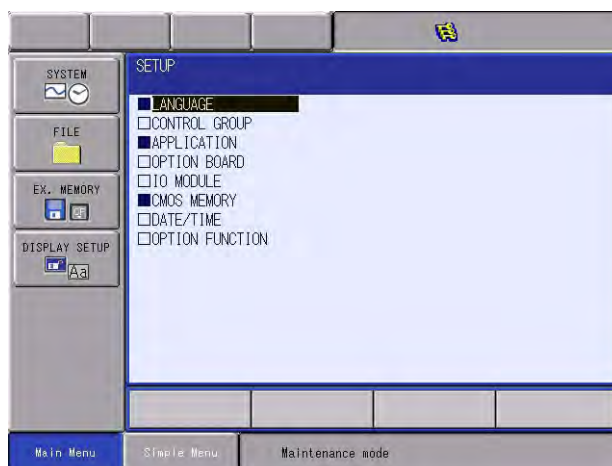 SYSTEM
FILE
EX. MEMORY
CF
DISPLAY SETUP
Aa
SETUP
LANGUAGE
CONTROL GROUP
APPLICATION
OPTION BOARD
IO MODULE
CMOS MEMORY
DATE/TIME
OPTION FUNCTION
Main Menu
Simple Menu
Maintenance mode